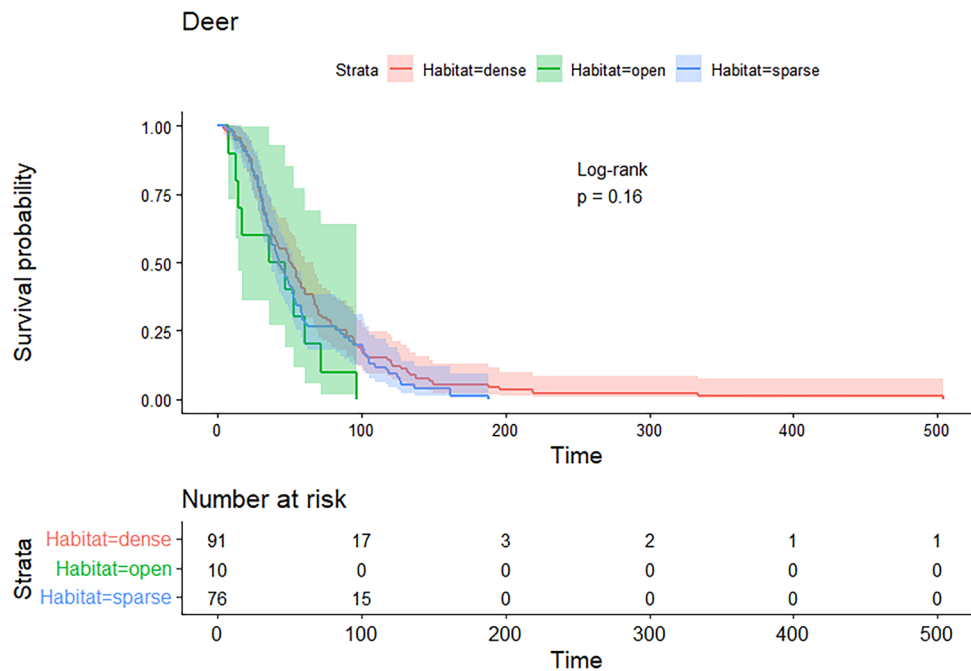 Deer
Strata Habitat=dense Habitat=open Habitat=sparse
Survival probability
1.00
0.75
0.50
0.25
0.00
Log-rank
p = 0.16
0 100 200 300 400 500
Time
Number at risk
Strata
Habitat=dense 91 17 3 2 1 1
Habitat=open 10 0 0 0 0 0
Habitat=sparse 76 15 0 0 0 0
0 100 200 300 400 500
Time